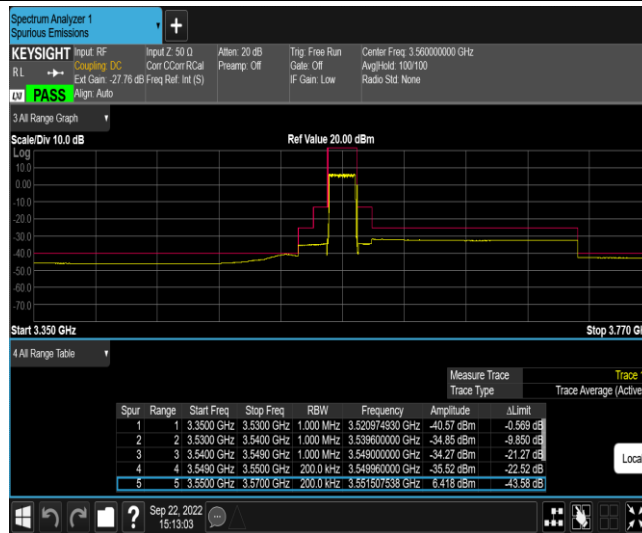 Spectrum Analyzer 1
Spurious Emissions
+
KEYSIGHT Input: RF Input Z: 50 Ω Atten: 20 dB Trig: Free Run Center Freq: 3.560000000 GHz
RL Coupling: DC Corr CCorr RCal Preamp: Off Gate: Off Avg|Hold: 100/100
Ext Gain: -27.76 dB Freq Ref: Int (S) IF Gain: Low Radio Std: None
LXI PASS Align: Auto
3 All Range Graph
Scale/Div 10.0 dB Ref Value 20.00 dBm
Log
10.0
0.00
-10.0
-20.0
-30.0
-40.0
-50.0
-60.0
-70.0
Start 3.350 GHz Stop 3.770 G
4 All Range Table
Measure Trace Trace
Trace Type Trace Average (Active
Spur Range Start Freq Stop Freq RBW Frequency Amplitude ΔLimit
1 1 3.3500 GHz 3.5300 GHz 1.000 MHz 3.520974930 GHz -40.57 dBm -0.569 dB
2 2 3.5300 GHz 3.5400 GHz 1.000 MHz 3.539600000 GHz -34.85 dBm -9.850 dB
3 3 3.5400 GHz 3.5490 GHz 1.000 MHz 3.549000000 GHz -34.27 dBm -21.27 dB
4 4 3.5490 GHz 3.5500 GHz 200.0 kHz 3.549960000 GHz -35.52 dBm -22.52 dB
5 5 3.5500 GHz 3.5700 GHz 200.0 kHz 3.551507538 GHz 6.418 dBm -43.58 dB
Local
?
Sep 22, 2022
15:13:03